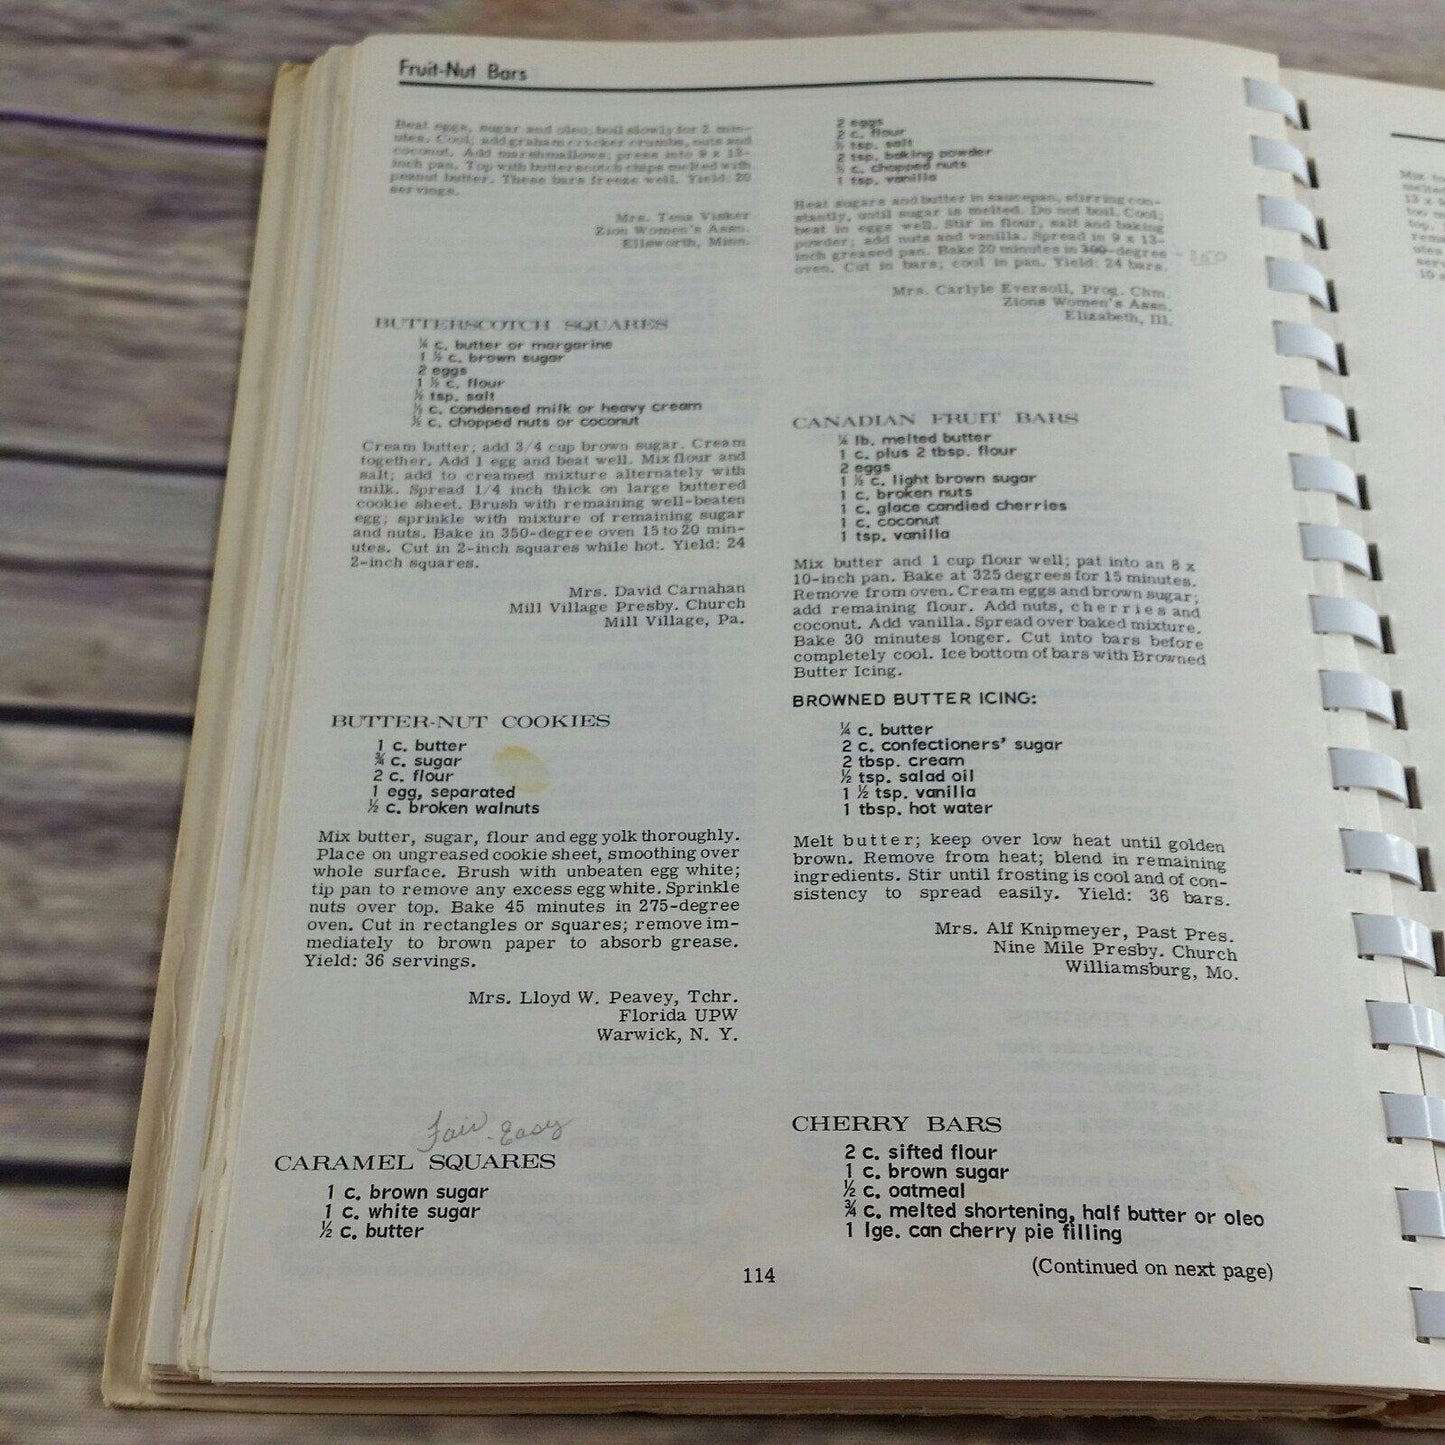 Fruit-Nut Bars
Beat eggs, sugar and oleo; boil slowly for 2 min-
utes. Cool; add graham cracker crumbs, nuts and
coconut. Add marshmallows; press into 9 x 13-
inch pan. Top with butterscotch chips melted with
peanut butter. These bars freeze well. Yield: 20
servings.
Mrs. Tena Visker
Zion Women's Assn.
Ellsworth, Minn.
BUTTERSCOTCH SQUARES
¼ c. butter or margarine
1 ½ c. brown sugar
2 eggs
1 ½ c. flour
½ tsp. salt
c. condensed milk or heavy cream
½ c. chopped nuts or coconut
Cream butter; add 3/4 cup brown sugar. Cream
together. Add 1 egg and beat well. Mix flour and
salt; add to creamed mixture alternately with
milk. Spread 1/4 inch thick on large buttered
cookie sheet. Brush with remaining well-beaten
egg; sprinkle with mixture of remaining sugar
and nuts. Bake in 350-degree oven 15 to 20 min-
utes. Cut in 2-inch squares while hot. Yield: 24
2-inch squares.
Mrs. David Carnahan
Mill Village Presby. Church
Mill Village, Pa.
BUTTER-NUT COOKIES
1 c. butter
¾ c. sugar
2 c. flour
1 egg, separated
½ c. broken walnuts
Mix butter, sugar, flour and egg yolk thoroughly.
Place on ungreased cookie sheet, smoothing over
whole surface. Brush with unbeaten egg white;
tip pan to remove any excess egg white. Sprinkle
nuts over top. Bake 45 minutes in 275-degree
oven. Cut in rectangles or squares; remove im-
mediately to brown paper to absorb grease.
Yield: 36 servings.
Mrs. Lloyd W. Peavey, Tchr.
Florida UPW
Warwick, N. Y.
Fair-Easy
CARAMEL SQUARES
1 c. brown sugar
1 c. white sugar
½ c. butter
2 eggs
2 c. flour
½ tsp. salt
2 tsp. baking powder
½ c. chopped nuts
1 tsp. vanilla
Heat sugars and butter in saucepan, stirring con-
stantly, until sugar is melted. Do not boil. Cool;
beat in eggs well. Stir in flour, salt and baking
powder; add nuts and vanilla. Spread in 9 x 13-
inch greased pan. Bake 20 minutes in 300-degree - 350
oven. Cut in bars; cool in pan. Yield: 24 bars.
Mrs. Carlyle Eversoll, Prog. Chm.
Zions Women's Assn.
Elizabeth, Ill.
CANADIAN FRUIT BARS
¼ lb. melted butter
1 c. plus 2 tbsp. flour
2 eggs
1 ½ c. light brown sugar
1 c. broken nuts
1 c. glace candied cherries
1 c. coconut
1 tsp. vanilla
Mix butter and 1 cup flour well; pat into an 8 x
10-inch pan. Bake at 325 degrees for 15 minutes.
Remove from oven. Cream eggs and brown sugar;
add remaining flour. Add nuts, cherries and
coconut. Add vanilla. Spread over baked mixture.
Bake 30 minutes longer. Cut into bars before
completely cool. Ice bottom of bars with Browned
Butter Icing.
BROWNED BUTTER ICING:
¼ c. butter
2 c. confectioners' sugar
2 tbsp. cream
½ tsp. salad oil
1 ½ tsp. vanilla
1 tbsp. hot water
Melt butter; keep over low heat until golden
brown. Remove from heat; blend in remaining
ingredients. Stir until frosting is cool and of con-
sistency to spread easily. Yield: 36 bars.
Mrs. Alf Knipmeyer, Past Pres.
Nine Mile Presby. Church
Williamsburg, Mo.
CHERRY BARS
2 c. sifted flour
1 c. brown sugar
½ c. oatmeal
¾ c. melted shortening, half butter or oleo
1 lge. can cherry pie filling
(Continued on next page)
114